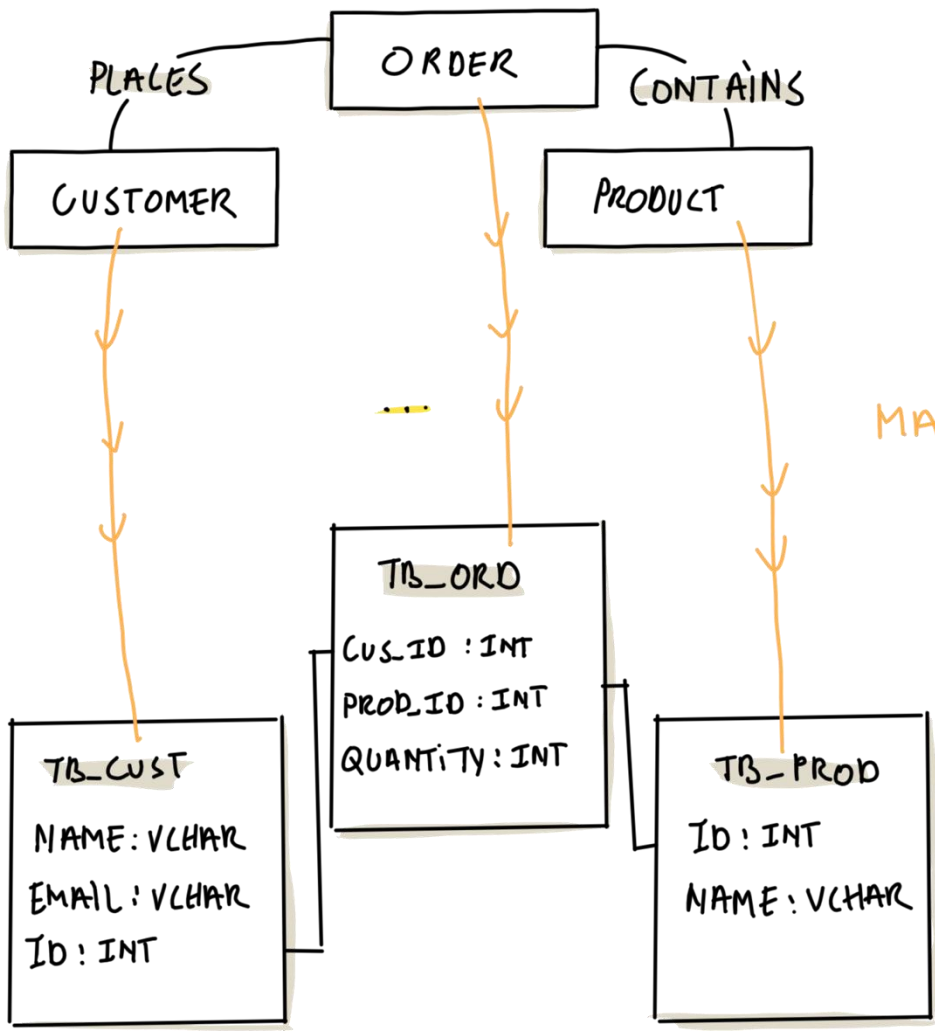 ORDER
PLACES
CONTAINS
CUSTOMER
PRODUCT
MA
TB_ORD
CUS_ID : INT
PROD_ID : INT
QUANTITY : INT
TB_CUST
NAME : VCHAR
EMAIL : VCHAR
ID : INT
TB_PROD
ID : INT
NAME : VCHAR